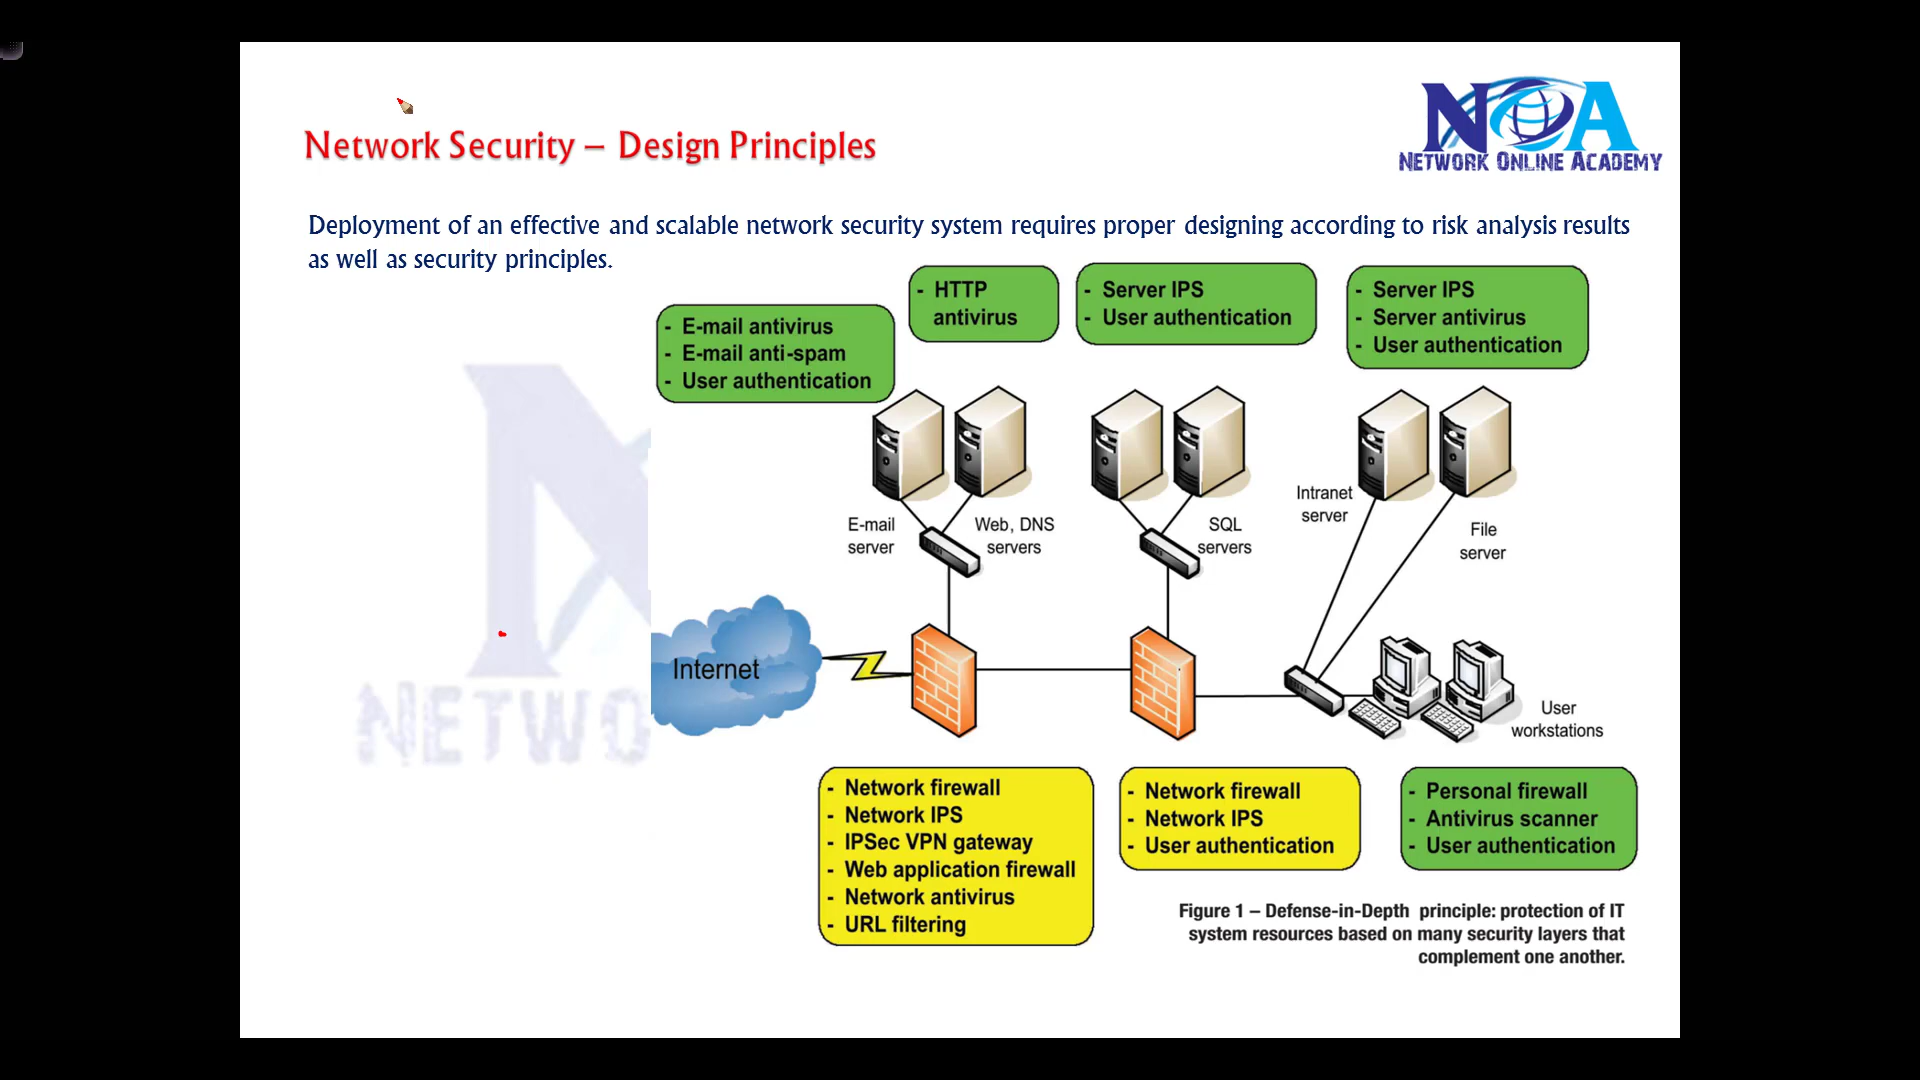 NOA
NETWORK ONLINE ACADEMY
Network Security – Design Principles
Deployment of an effective and scalable network security system requires proper designing according to risk analysis results
as well as security principles.
- E-mail antivirus
- E-mail anti-spam
- User authentication
- HTTP
antivirus
- Server IPS
- User authentication
- Server IPS
- Server antivirus
- User authentication
E-mail
server
Web, DNS
servers
SQL
servers
Intranet
server
File
server
Internet
User
workstations
- Network firewall
- Network IPS
- IPSec VPN gateway
- Web application firewall
- Network antivirus
- URL filtering
- Network firewall
- Network IPS
- User authentication
- Personal firewall
- Antivirus scanner
- User authentication
Figure 1 – Defense-in-Depth principle: protection of IT
system resources based on many security layers that
complement one another.
N
NETWO